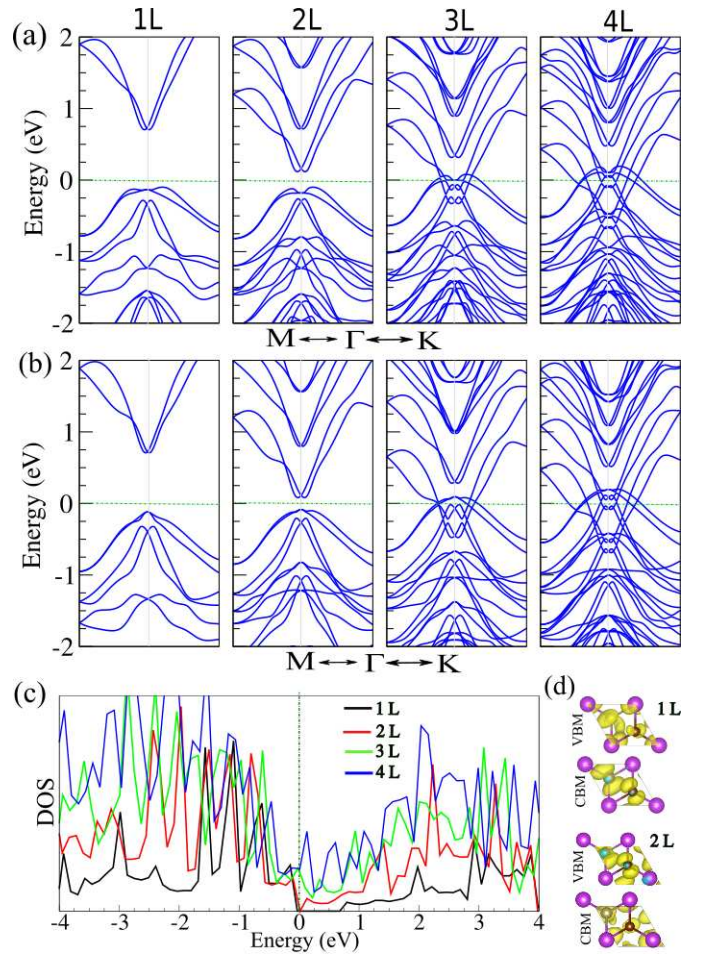 1L 2L 3L 4L
(a)
2
1
0
-1
-2
Energy (eV)
M ↔ Γ ↔ K
(b)
2
1
0
-1
-2
Energy (eV)
M ↔ Γ ↔ K
(c)
DOS
1 L
2 L
3 L
4 L
-4 -3 -2 -1 0 1 2 3 4
Energy (eV)
(d)
1 L
VBM
CBM
2 L
VBM
CBM